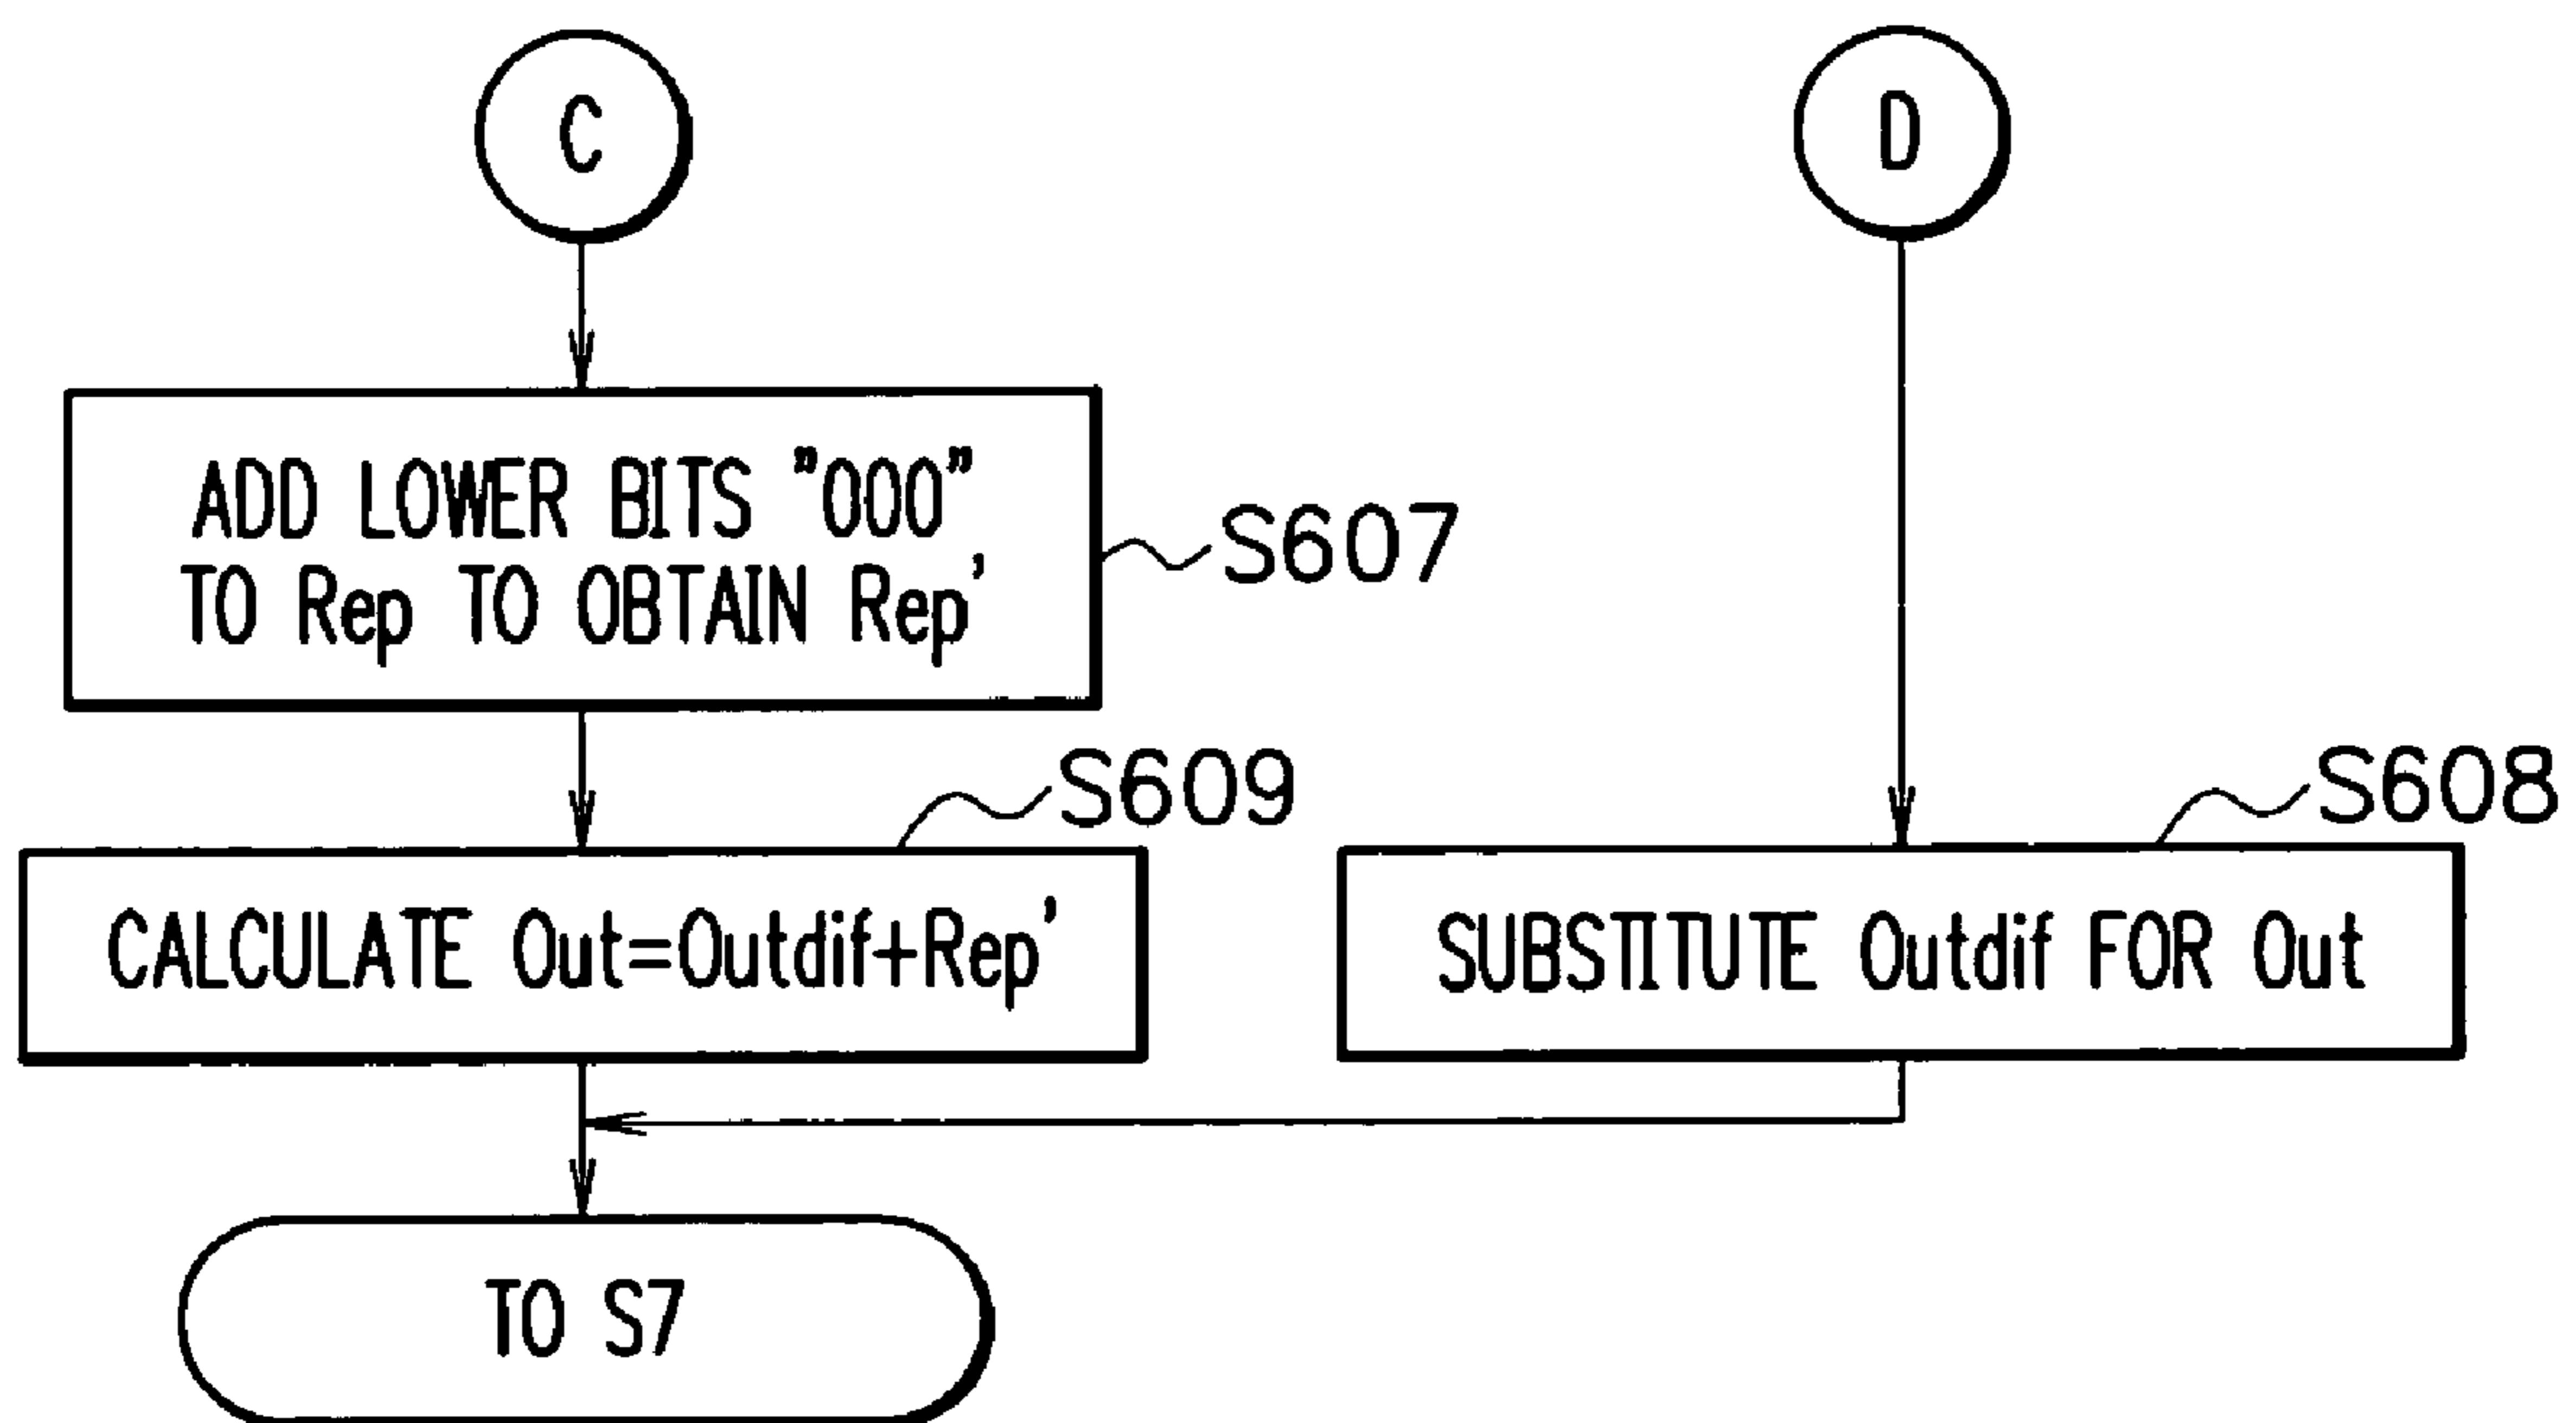 C
D
ADD LOWER BITS "000"
TO Rep TO OBTAIN Rep'
S607
S609
S608
CALCULATE Out=Outdif+Rep'
SUBSTITUTE Outdif FOR Out
TO S7